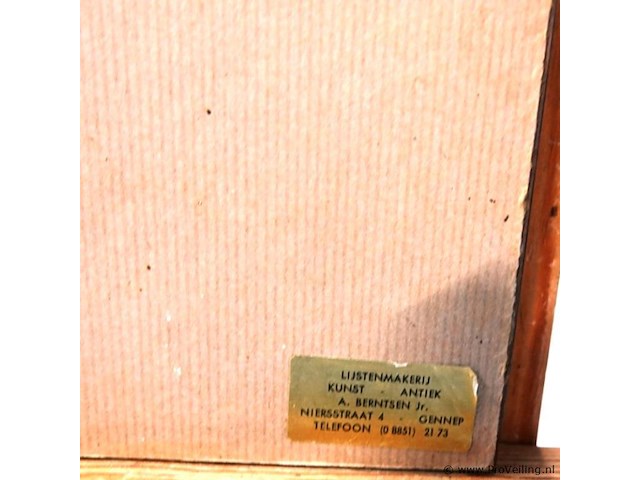 LIJSTENMAKERIJ
KUNST - ANTIEK
A. BERNTSEN Jr.
NIERSSTRAAT 4 - GENNEP
TELEFOON (0 8851) 21 73
© www.ProVeiling.nl